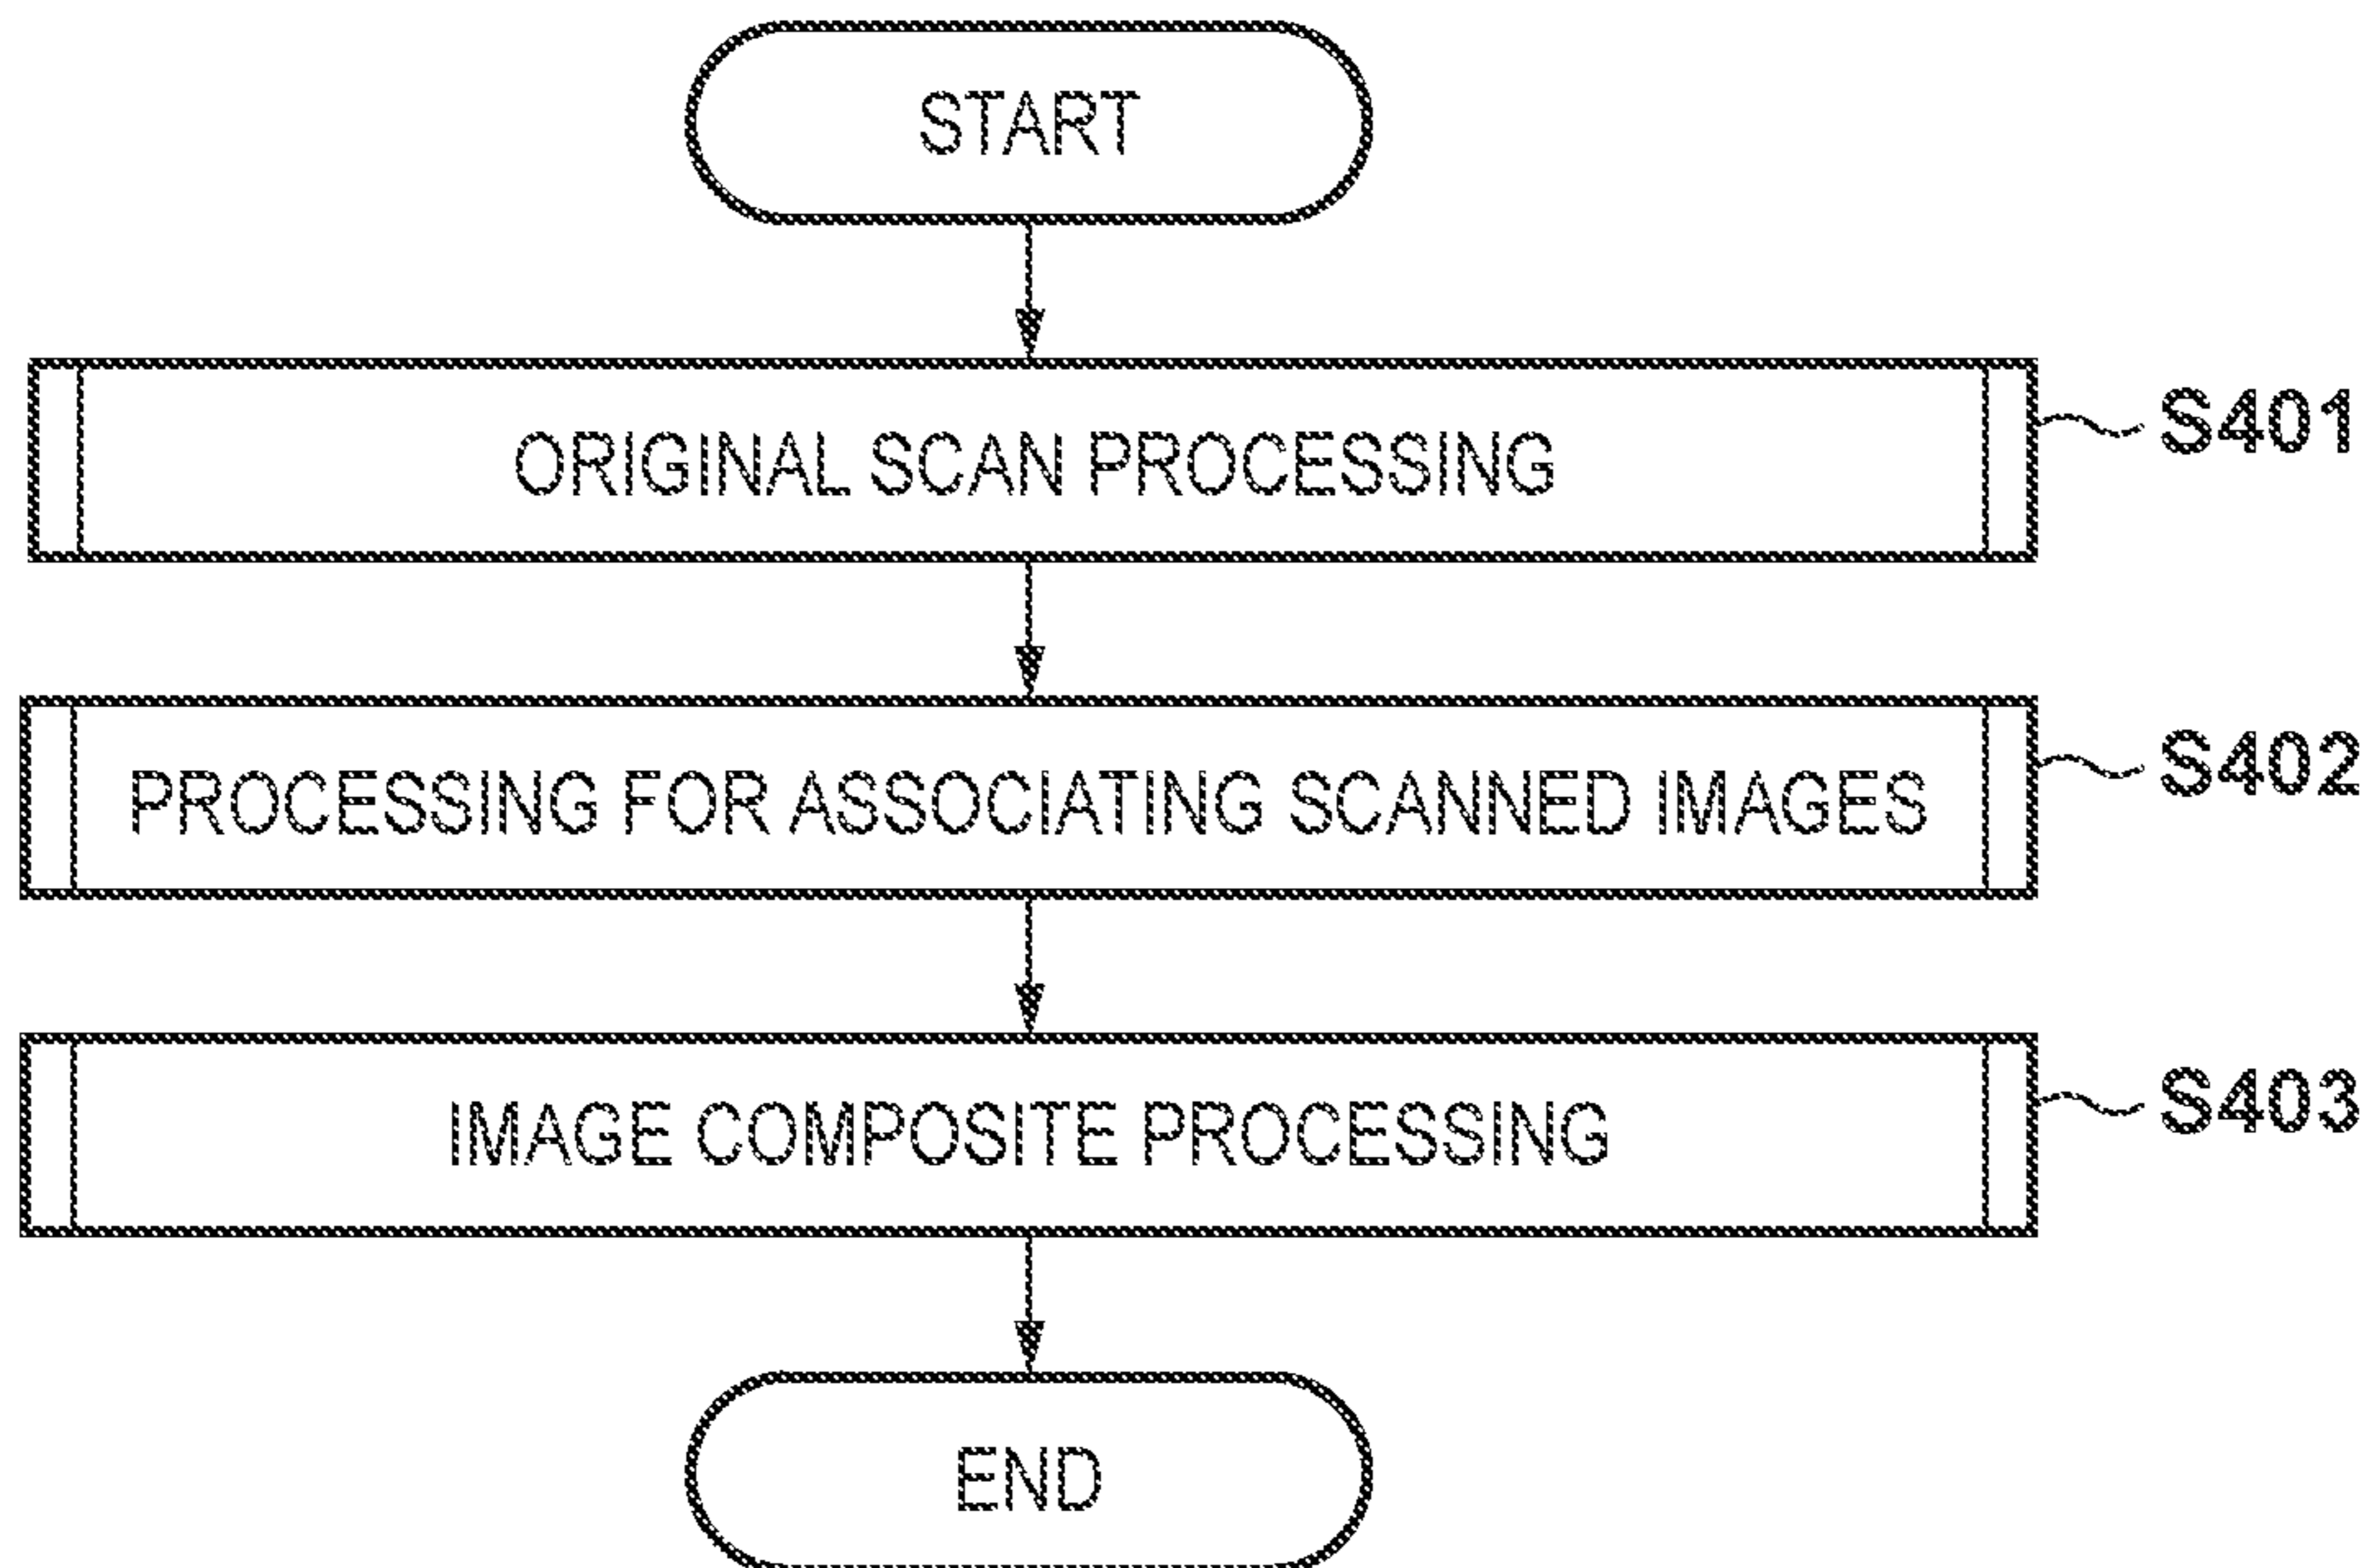 START
ORIGINAL SCAN PROCESSING
S401
PROCESSING FOR ASSOCIATING SCANNED IMAGES
S402
IMAGE COMPOSITE PROCESSING
S403
END